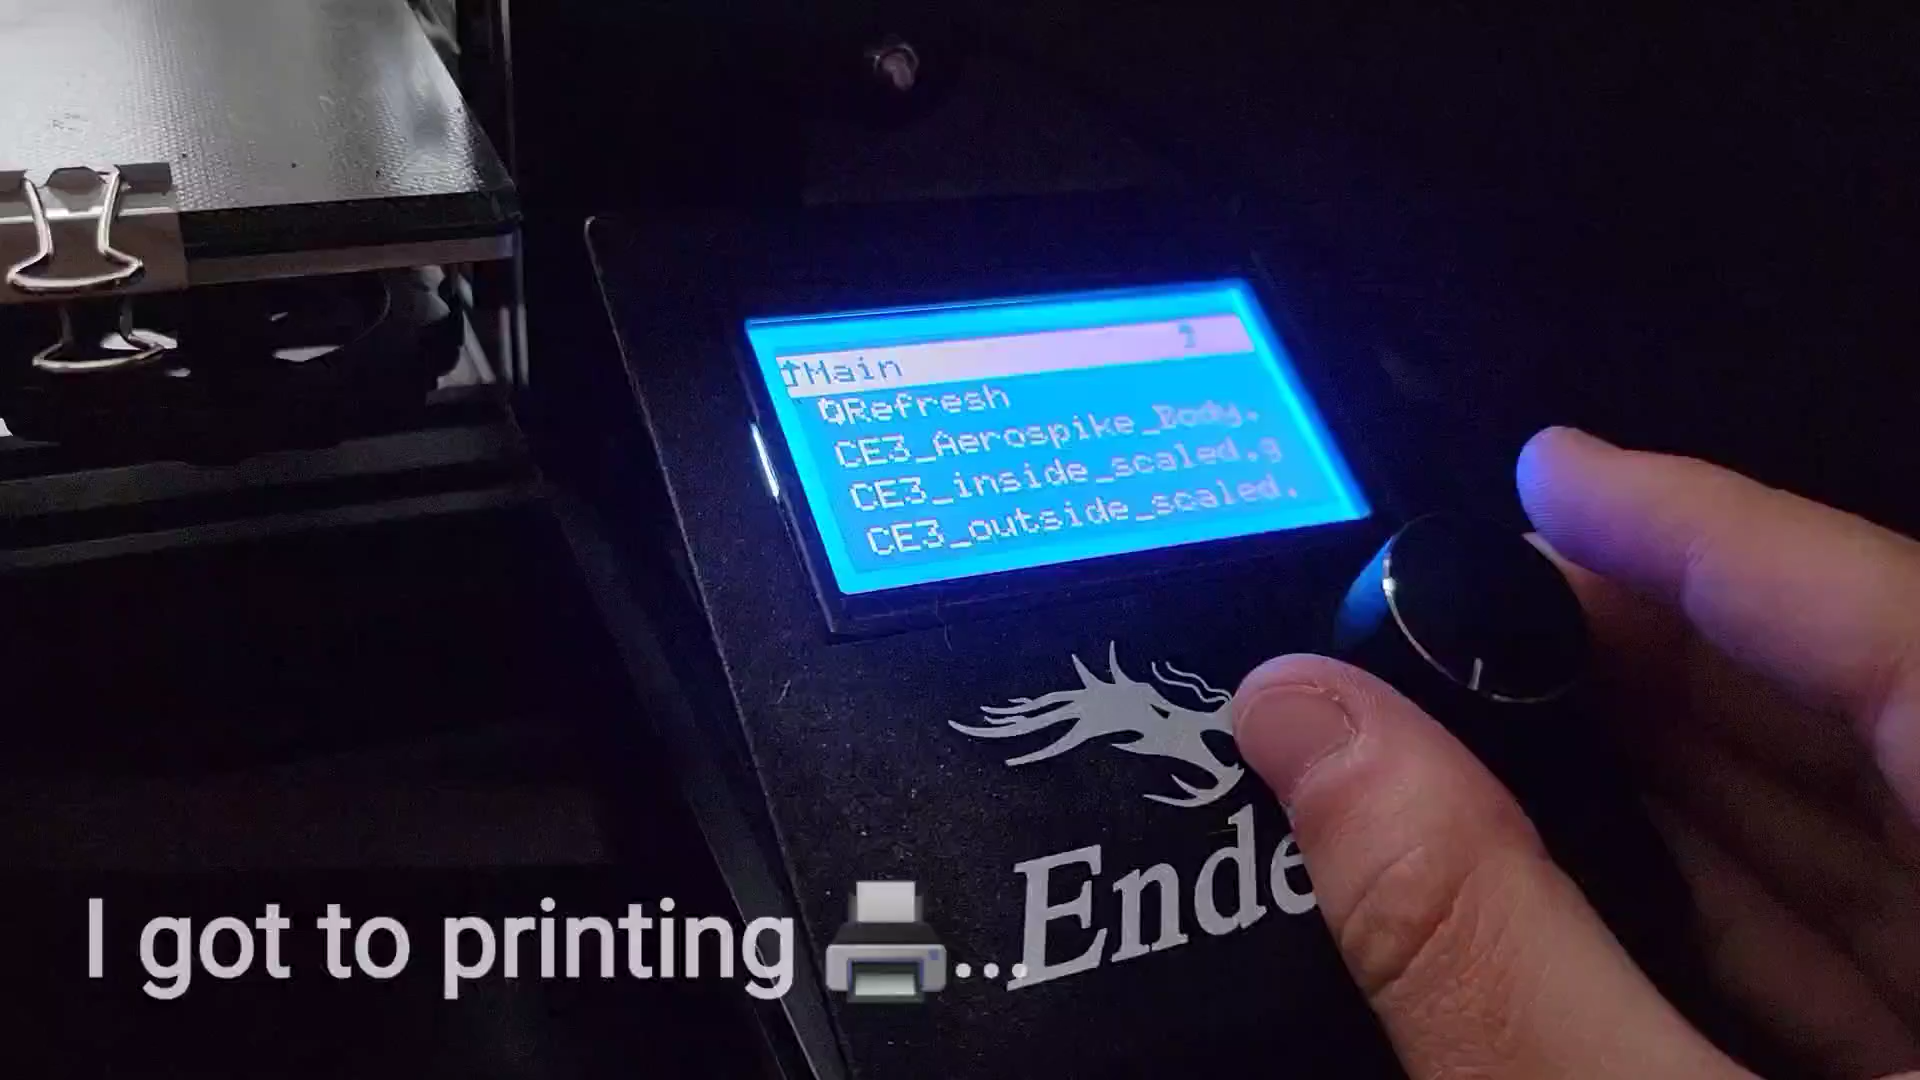 Main
Refresh
CE3_Aerospike_Body.
CE3_inside_scaled.g
CE3_outside_scaled.
Ende
I got to printing 🖨...